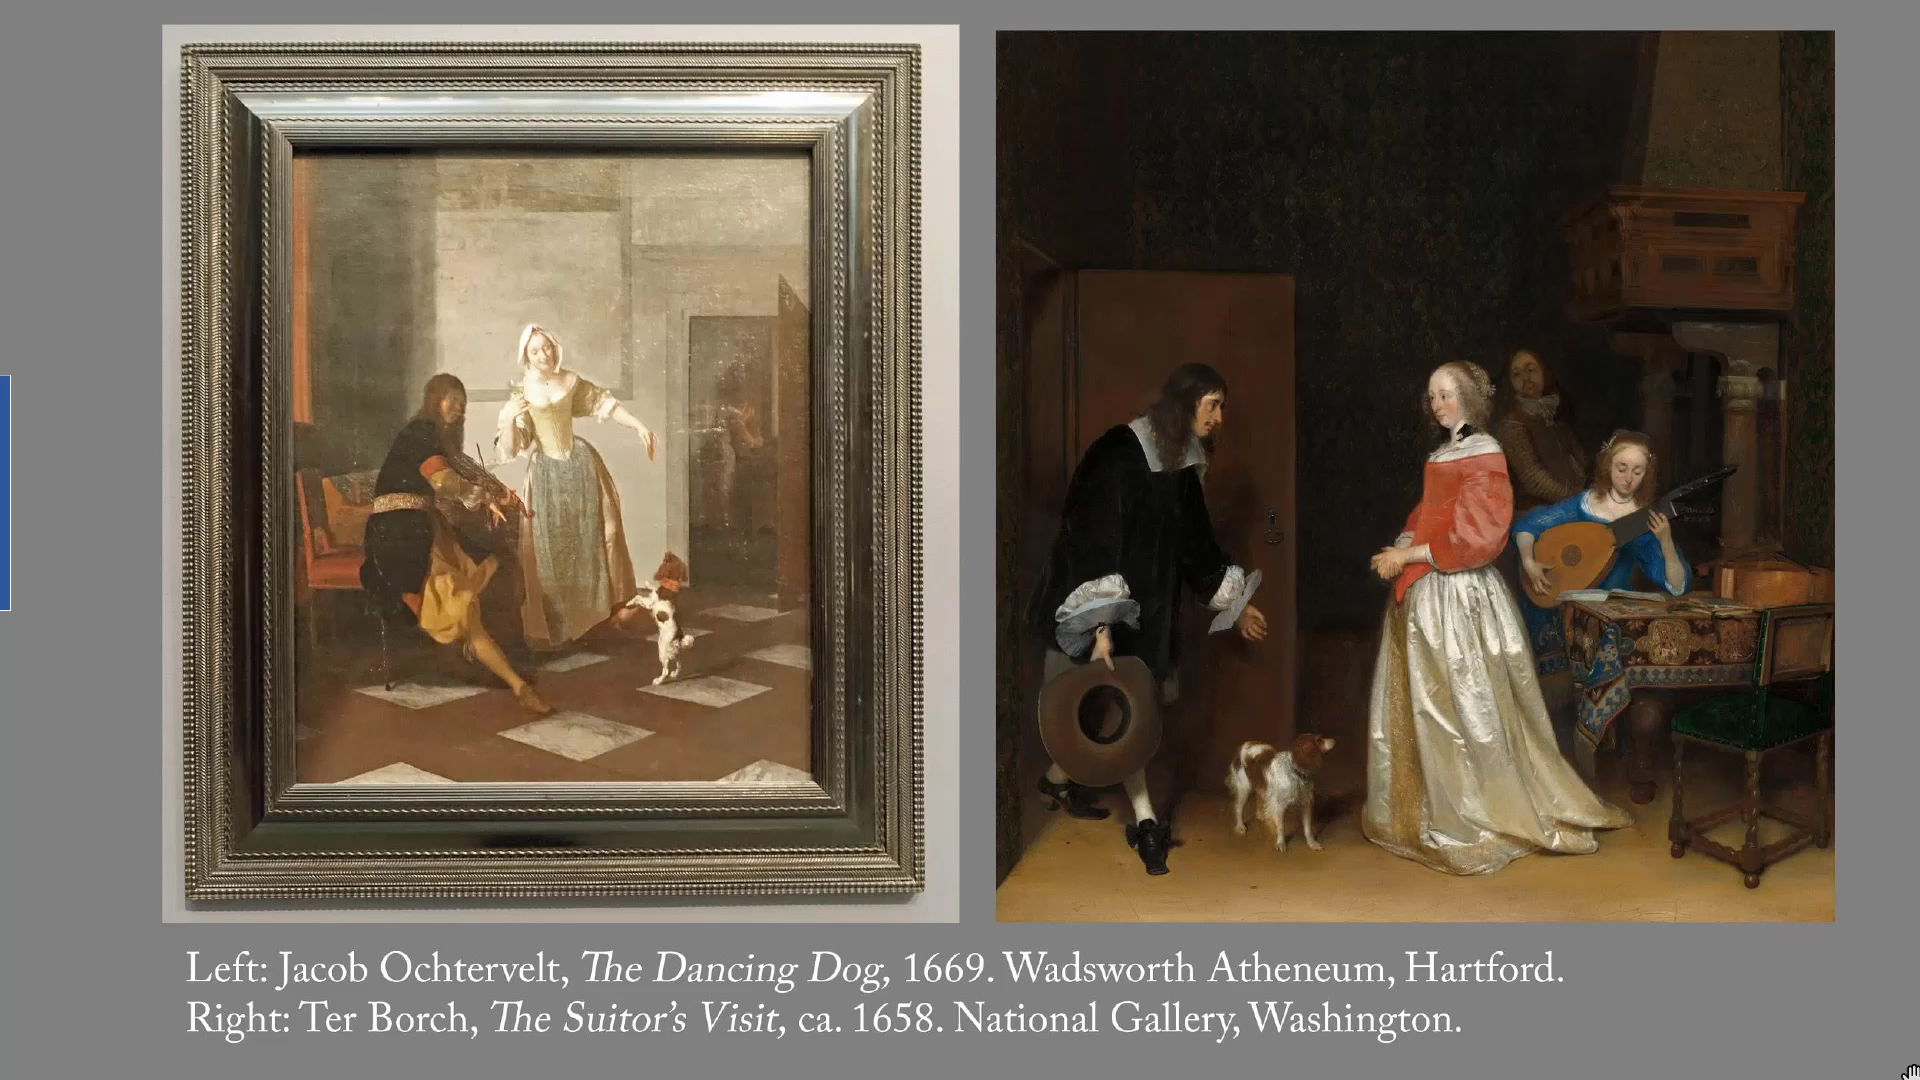 Left: Jacob Ochtervelt, The Dancing Dog, 1669. Wadsworth Atheneum, Hartford.
Right: Ter Borch, The Suitor’s Visit, ca. 1658. National Gallery, Washington.